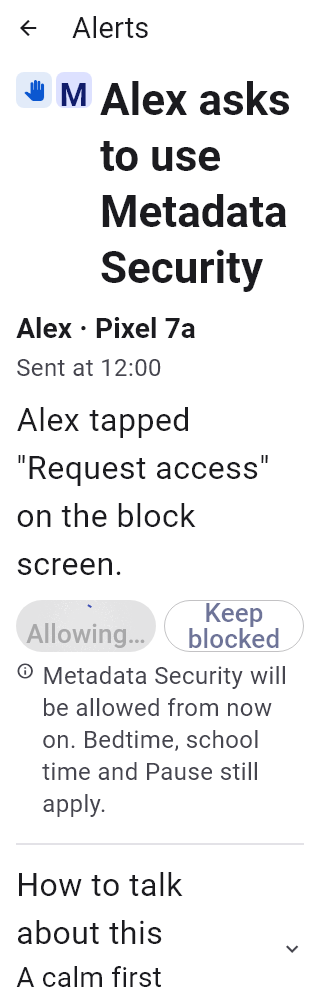 Alerts
M
Alex asks
to use
Metadata
Security
Alex · Pixel 7a
Sent at 12:00
Alex tapped
"Request access"
on the block
screen.
Allowing…
Keep
blocked
Metadata Security will
be allowed from now
on. Bedtime, school
time and Pause still
apply.
How to talk
about this
A calm first